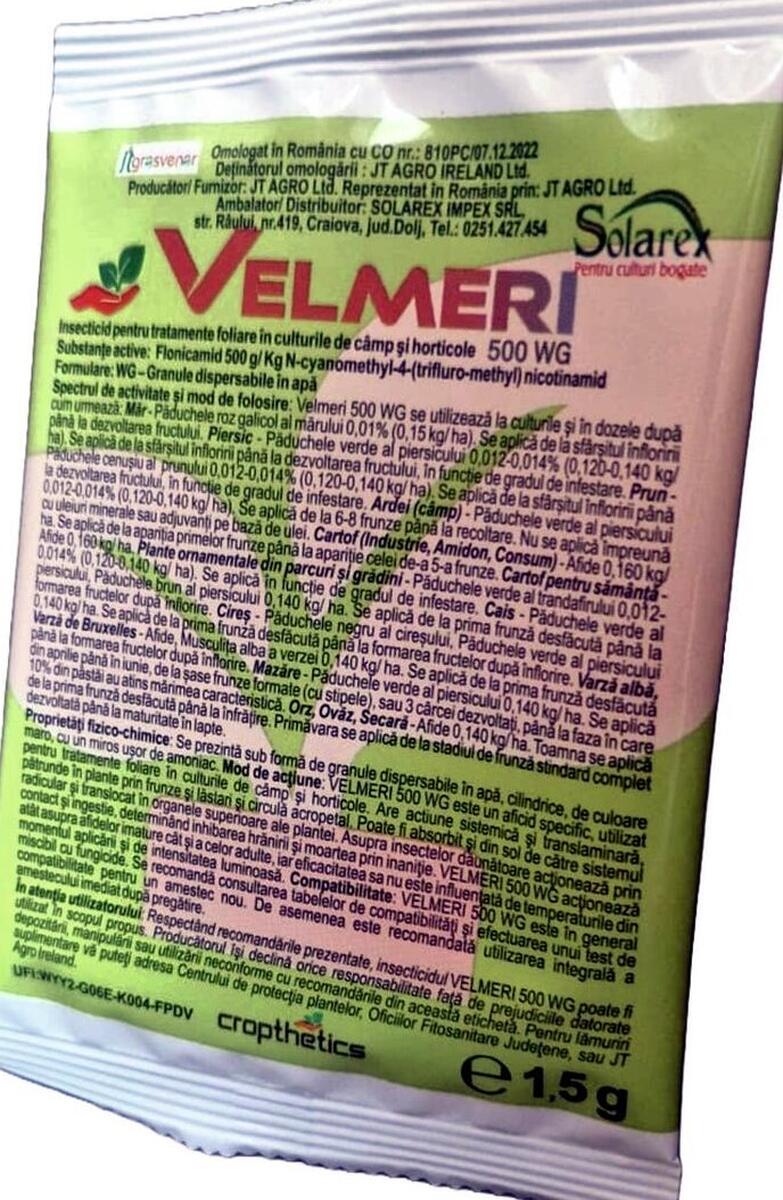 grosvenor
Omologat în România cu CO nr.: 810PC/07.12.2022
Deținătorul omologării : JT AGRO IRELAND Ltd.
Producător/ Furnizor: JT AGRO Ltd. Reprezentat în România prin: JT AGRO Ltd.
Ambalator/ Distribuitor: SOLAREX IMPEX SRL,
str. Râului, nr.419, Craiova, jud.Dolj, Tel.: 0251.427.454
Solarex
Pentru culturi bogate
VELMERI
Insecticid pentru tratamente foliare în culturile de câmp și horticole 500 WG
Substanțe active: Flonicamid 500 g/ Kg N-cyanomethyl-4-(trifluro-methyl) nicotinamid
Formulare: WG – Granule dispersabile în apă
Spectrul de activitate și mod de folosire: Velmeri 500 WG se utilizează la culturile și în dozele după
cum urmează: Măr - Păduchele roz galicol al mărului 0,01% (0,15 kg/ ha). Se aplică de la sfârșitul înfloririi
până la dezvoltarea fructului. Piersic - Păduchele verde al piersicului 0,012-0,014% (0,120-0,140 kg/
ha). Se aplică de la sfârșitul înfloririi până la dezvoltarea fructului, în funcție de gradul de infestare. Prun -
Păduchele cenușiu al prunului 0,012-0,014% (0,120-0,140 kg/ ha). Se aplică de la sfârșitul înfloririi până
la dezvoltarea fructului, în funcție de gradul de infestare. Ardei (câmp) - Păduchele verde al piersicului
0,012-0,014% (0,120-0,140 kg/ ha). Se aplică de la 6-8 frunze până la recoltare. Nu se aplică împreună
cu uleiuri minerale sau adjuvanți pe bază de ulei. Cartof (Industrie, Amidon, Consum) - Afide 0,160 kg/
ha. Se aplică de la apariția primelor frunze până la apariție celei de-a 5-a frunze. Cartof pentru sământă -
Afide 0,160 kg/ ha. Plante ornamentale din parcuri și grădini - Păduchele verde al trandafirului 0,012-
0,014% (0,120-0,140 kg/ ha). Se aplică în funcție de gradul de infestare. Cais - Păduchele verde al
piersicului, Păduchele brun al piersicului 0,140 kg/ ha. Se aplică de la prima frunză desfăcută până la
formarea fructelor după înflorire. Cireș - Păduchele negru al cireșului, Păduchele verde al piersicului
0,140 kg/ ha. Se aplică de la prima frunză desfăcută până la formarea fructelor după înflorire. Varză albă,
Varză de Bruxelles - Afide, Musculița alba a verzei 0,140 kg/ ha. Se aplică de la prima frunză desfăcută
până la formarea fructelor după înflorire. Mazăre - Păduchele verde al piersicului 0,140 kg/ ha. Se aplică
din aprilie până în iunie, de la șase frunze formate (cu stipele), sau 3 cârcei dezvoltați, până la faza în care
10% din păstăi au atins mărimea caracteristică. Orz, Ovăz, Secară - Afide 0,140 kg/ ha. Toamna se aplică
de la prima frunză desfăcută până la înfrățire. Primăvara se aplică de la stadiul de frunză stindard complet
dezvoltată până la maturitate în lapte.
Proprietăți fizico-chimice: Se prezintă sub formă de granule dispersabile în apă, cilindrice, de culoare
maro, cu un miros ușor de amoniac. Mod de acțiune: VELMERI 500 WG este un aficid specific, utilizat
pentru tratamente foliare în culturile de câmp și horticole. Are actiune sistemică și translaminară,
pătrunde în plante prin frunze și lăstari și circulă acropetal. Poate fi absorbit și din sol de către sistemul
radicular și translocat în organele superioare ale plantei. Asupra insectelor dăunătoare acționează prin
contact și ingestie, determinând inhibarea hrănirii și moartea prin inaniție. VELMERI 500 WG acționează
atât asupra afidelor imature cât și a celor adulte, iar eficacitatea sa nu este influențată de temperaturile din
momentul aplicării și de intensitatea luminoasă. Compatibilitate: VELMERI 500 WG este în general
miscibil cu fungicide. Se recomandă consultarea tabelelor de compatibilităţi și efectuarea unui test de
compatibilitate pentru un amestec nou. De asemenea este recomandată utilizarea integrală a
amestecului imediat după pregătire.
În atenția utilizatorului: Respectând recomandările prezentate, insecticidul VELMERI 500 WG poate fi
utilizat în scopul propus. Producătorul își declină orice responsabilitate față de prejudiciile datorate
depozitării, manipulării sau utilizării neconforme cu recomandările din această etichetă. Pentru lămuriri
suplimentare vă puteți adresa Centrului de protecția plantelor, Oficiilor Fitosanitare Județene, sau JT
Agro Ireland.
UFI:WYY2-G06E-K004-FPDV
cropthetics
e 1,5 g